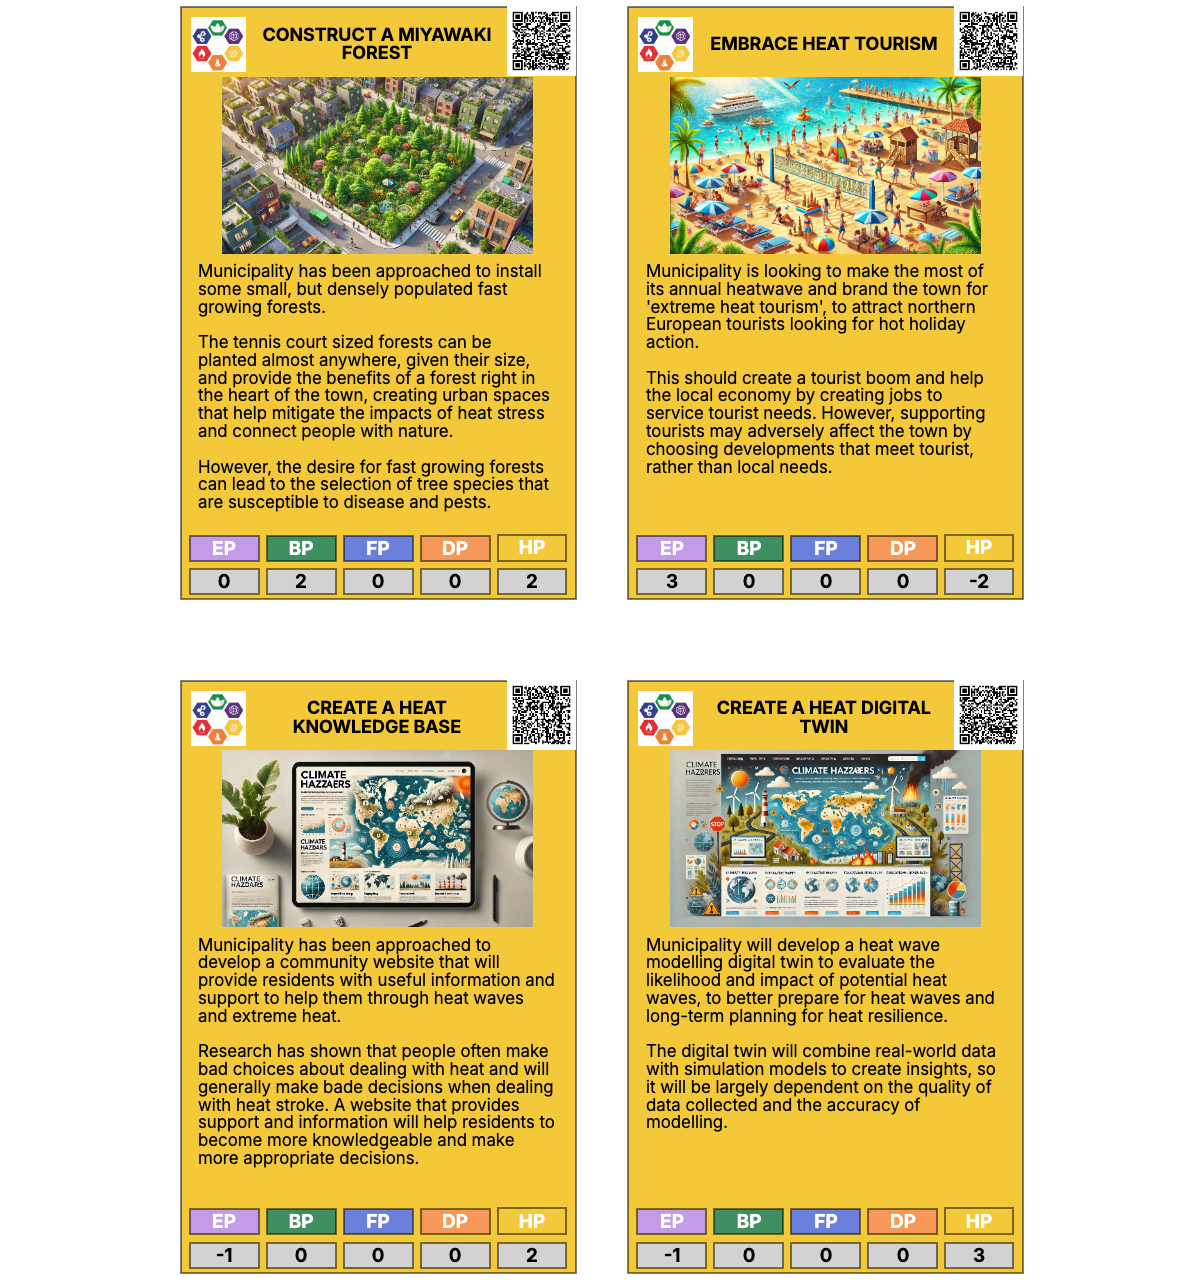 CONSTRUCT A MIYAWAKI
FOREST
Municipality has been approached to install
some small, but densely populated fast
growing forests.
The tennis court sized forests can be
planted almost anywhere, given their size,
and provide the benefits of a forest right in
the heart of the town, creating urban spaces
that help mitigate the impacts of heat stress
and connect people with nature.
However, the desire for fast growing forests
can lead to the selection of tree species that
are susceptible to disease and pests.
EP BP FP DP HP
0 2 0 0 2
EMBRACE HEAT TOURISM
Municipality is looking to make the most of
its annual heatwave and brand the town for
'extreme heat tourism', to attract northern
European tourists looking for hot holiday
action.
This should create a tourist boom and help
the local economy by creating jobs to
service tourist needs. However, supporting
tourists may adversely affect the town by
choosing developments that meet tourist,
rather than local needs.
EP BP FP DP HP
3 0 0 0 -2
CREATE A HEAT
KNOWLEDGE BASE
CLIMATE
HAZZAERS
CLIMATE
HAZDARS
CLIMATE
HAZDARS
Municipality has been approached to
develop a community website that will
provide residents with useful information and
support to help them through heat waves
and extreme heat.
Research has shown that people often make
bad choices about dealing with heat and will
generally make bade decisions when dealing
with heat stroke. A website that provides
support and information will help residents to
become more knowledgeable and make
more appropriate decisions.
EP BP FP DP HP
-1 0 0 0 2
CREATE A HEAT DIGITAL
TWIN
CLIMATE
HAZZRERS
CLIMATE HAZZAERS
STOP
Municipality will develop a heat wave
modelling digital twin to evaluate the
likelihood and impact of potential heat
waves, to better prepare for heat waves and
long-term planning for heat resilience.
The digital twin will combine real-world data
with simulation models to create insights, so
it will be largely dependent on the quality of
data collected and the accuracy of
modelling.
EP BP FP DP HP
-1 0 0 0 3